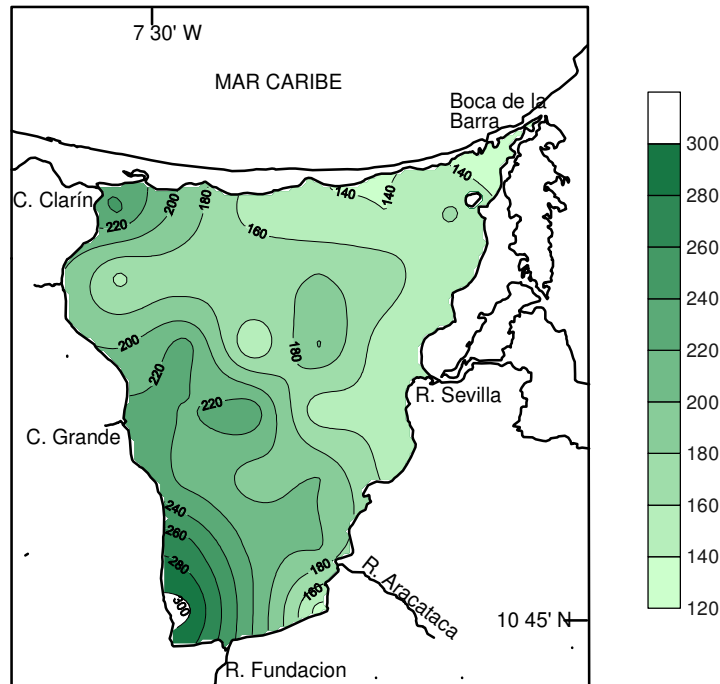 7 30' W
MAR CARIBE
Boca de la
Barra
C. Clarín
140
140
140
200
180
220
160
200
180
220
220
C. Grande
R. Sevilla
240
260
280
300
180
160
R. Aracataca
10 45' N
R. Fundacion
300
280
260
240
220
200
180
160
140
120